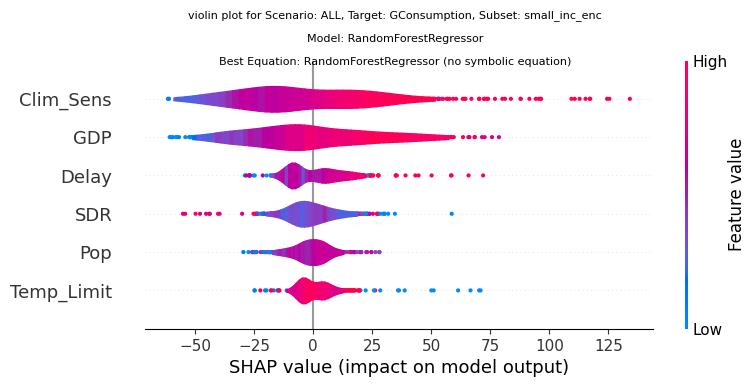 violin plot for Scenario: ALL, Target: GConsumption, Subset: small_inc_enc
Model: RandomForestRegressor
Best Equation: RandomForestRegressor (no symbolic equation)
High
Clim_Sens
GDP
Delay
SDR
Pop
Temp_Limit
Feature value
Low
−50 −25 0 25 50 75 100 125
SHAP value (impact on model output)